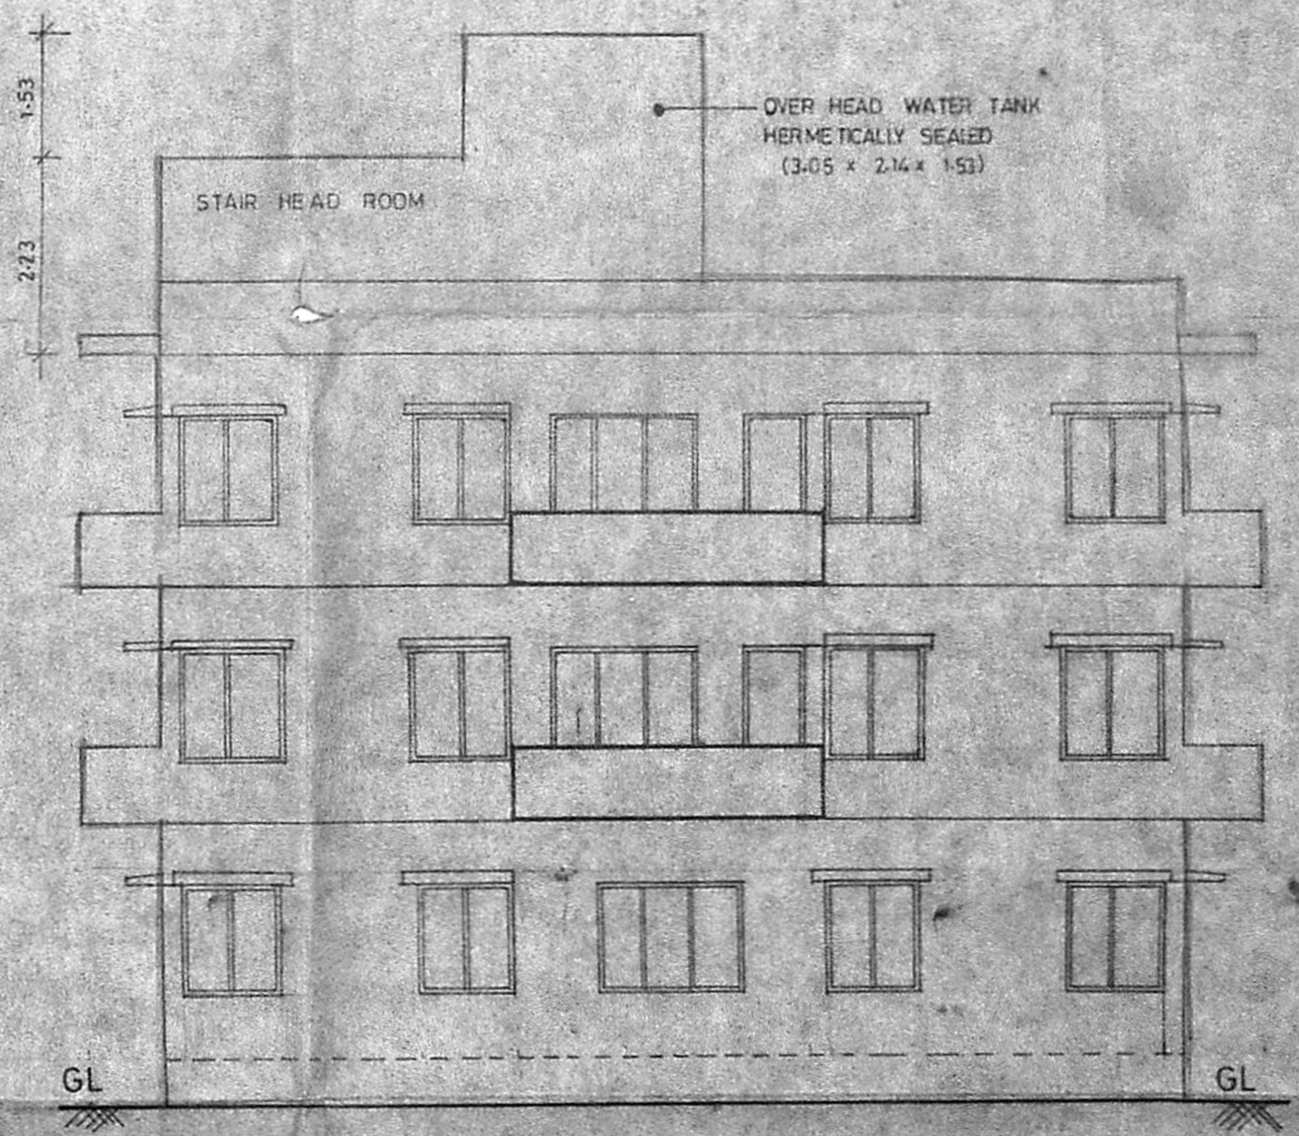 1·53
OVER HEAD WATER TANK
HERMETICALLY SEALED
(3.05 x 2.14 x 1.53)
STAIR HEAD ROOM
2·23
GL
GL